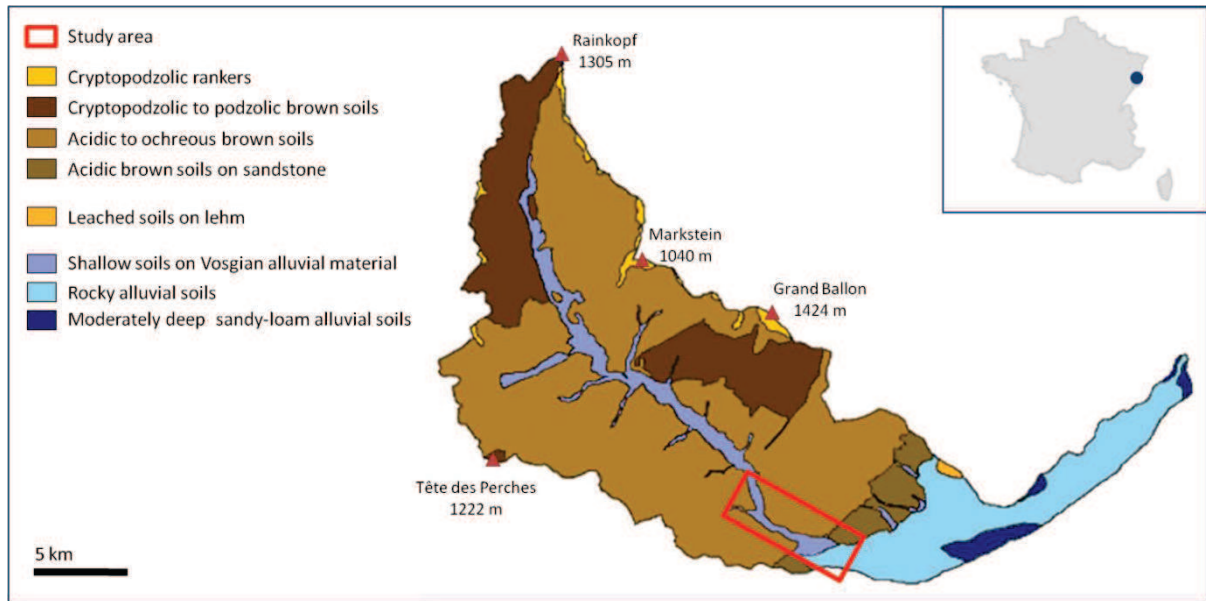 Study area
Cryptopodzolic rankers
Cryptopodzolic to podzolic brown soils
Acidic to ochreous brown soils
Acidic brown soils on sandstone
Leached soils on lehm
Shallow soils on Vosgian alluvial material
Rocky alluvial soils
Moderately deep sandy-loam alluvial soils
Rainkopf
1305 m
Markstein
1040 m
Grand Ballon
1424 m
Tête des Perches
1222 m
5 km